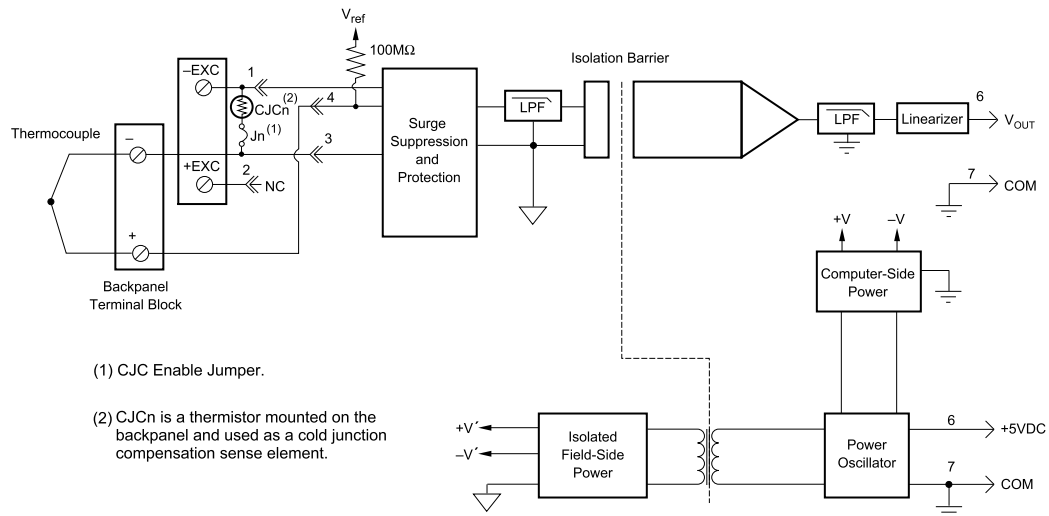 Vref
100MΩ
Isolation Barrier
–EXC
1
CJCn(2)
4
LPF
6
Thermocouple
Jn(1)
Surge
Suppression
and
Protection
LPF
Linearizer
VOUT
–
3
+EXC
2
NC
7
COM
+
+V
–V
Backpanel
Terminal Block
Computer-Side
Power
(1) CJC Enable Jumper.
(2) CJCn is a thermistor mounted on the
backpanel and used as a cold junction
compensation sense element.
+V´
–V´
Isolated
Field-Side
Power
Power
Oscillator
6
+5VDC
7
COM